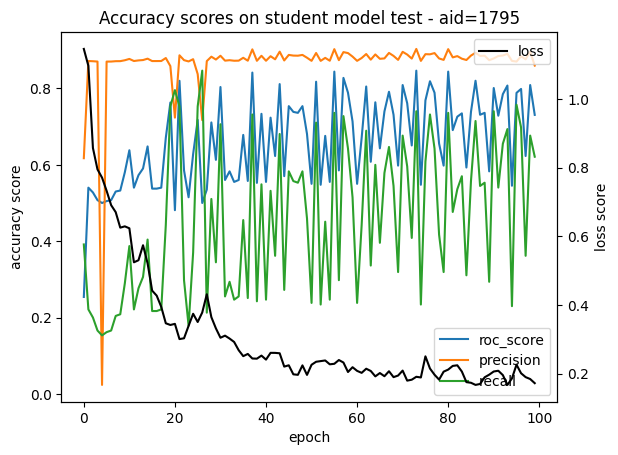 Accuracy scores on student model test - aid=1795
loss
accuracy score
0.8
0.6
0.4
0.2
0.0
1.0
0.8
0.6
0.4
0.2
loss score
roc_score
precision
recall
0
20
40
60
80
100
epoch